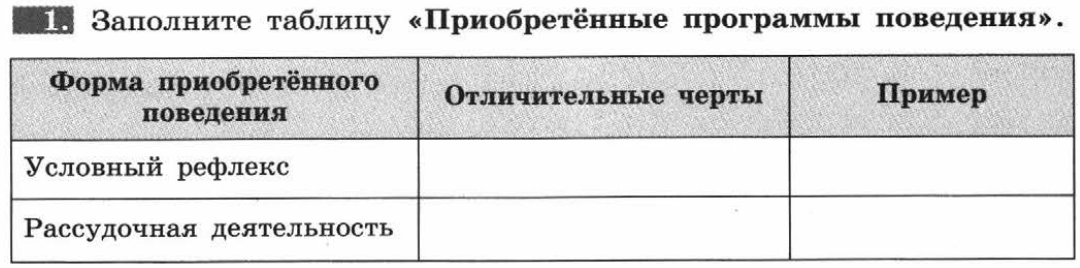 1. Заполните таблицу «Приобретённые программы поведения».
Форма приобретённого
поведения
Отличительные черты
Пример
Условный рефлекс
Рассудочная деятельность